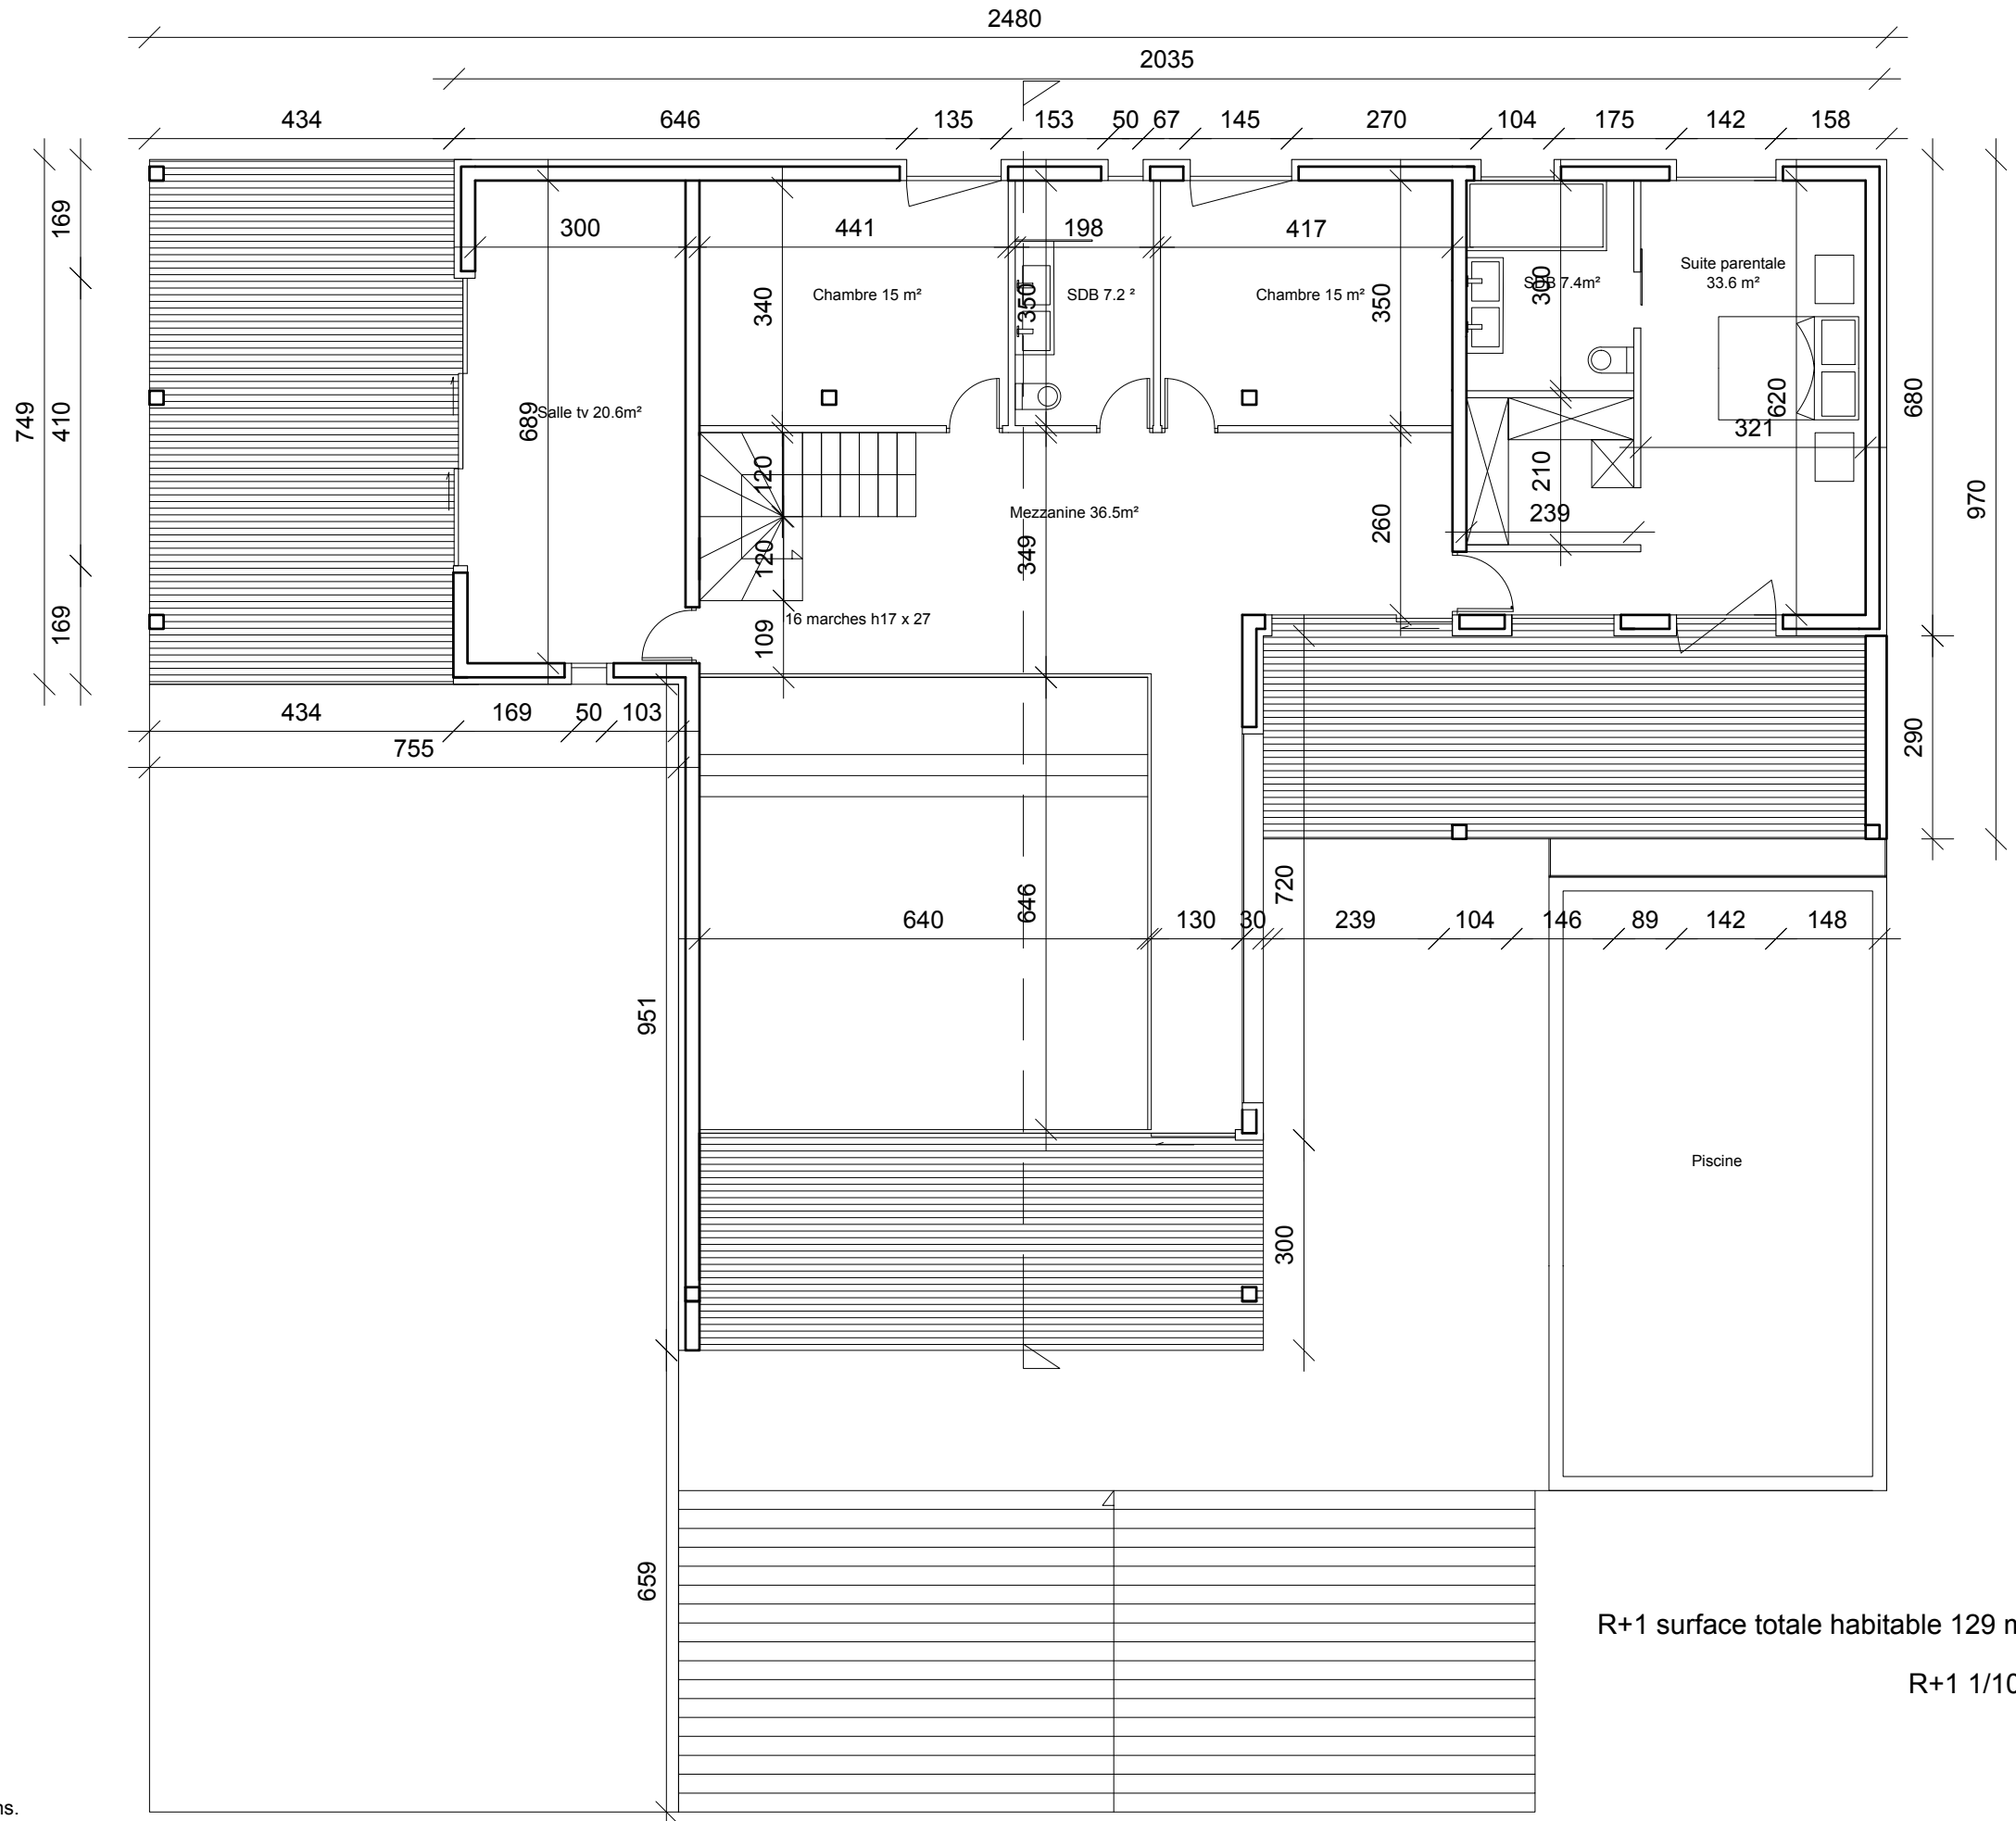 2480
2035
434 646 135 153 50 67 145 270 104 175 142 158
300 441 198 417
169
410
169
749
689
340
350
350
300
620
680
290
970
Chambre 15 m²
SDB 7.2 ²
Chambre 15 m²
SDB 7.4m²
Suite parentale
33.6 m²
Salle tv 20.6m²
321
120
120
109
210
239
260
Mezzanine 36.5m²
349
16 marches h17 x 27
434 169 50 103
755
640 130 30 239 104 146 89 142 148
646
720
951
300
659
Piscine
R+1 surface totale habitable 129 m
R+1 1/10
ns.